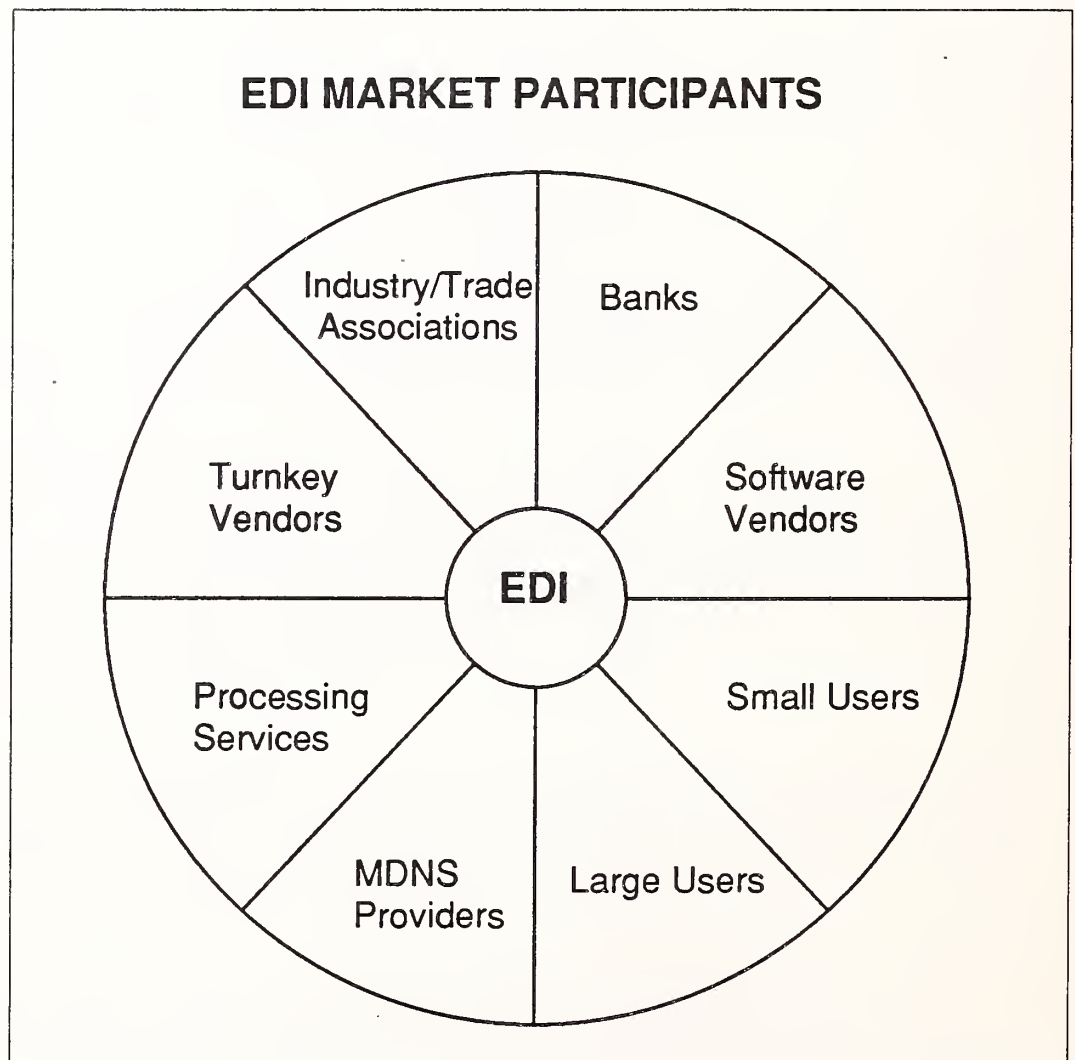 EDI MARKET PARTICIPANTS
Industry/Trade
Associations
Banks
Turnkey
Vendors
Software
Vendors
EDI
Processing
Services
Small Users
MDNS
Providers
Large Users